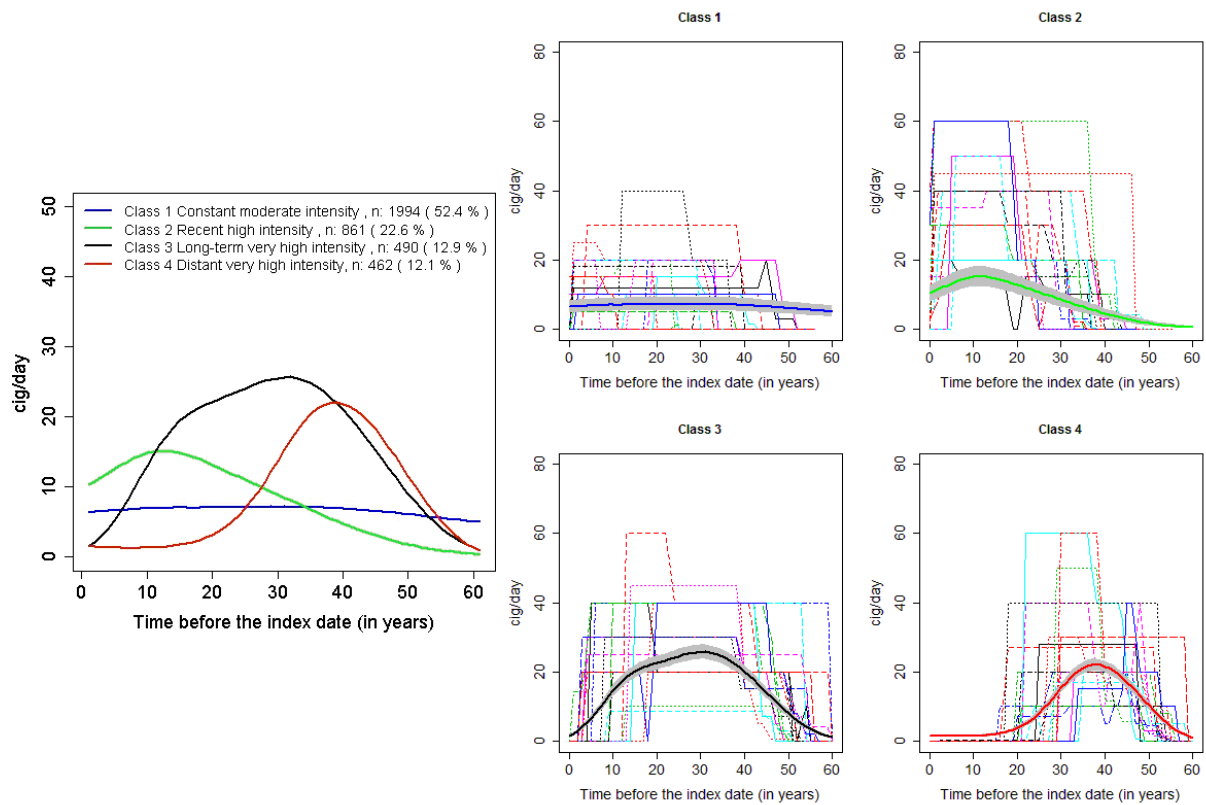 50
40
30
20
10
0
cig/day
Class 1 Constant moderate intensity , n: 1994 ( 52.4 % )
Class 2 Recent high intensity , n: 861 ( 22.6 % )
Class 3 Long-term very high intensity , n: 490 ( 12.9 % )
Class 4 Distant very high intensity, n: 462 ( 12.1 % )
0 10 20 30 40 50 60
Time before the index date (in years)
Class 1
80
60
40
20
0
cig/day
0 10 20 30 40 50 60
Time before the index date (in years)
Class 2
80
60
40
20
0
cig/day
0 10 20 30 40 50 60
Time before the index date (in years)
Class 3
80
60
40
20
0
cig/day
0 10 20 30 40 50 60
Time before the index date (in years)
Class 4
80
60
40
20
0
cig/day
0 10 20 30 40 50 60
Time before the index date (in years)